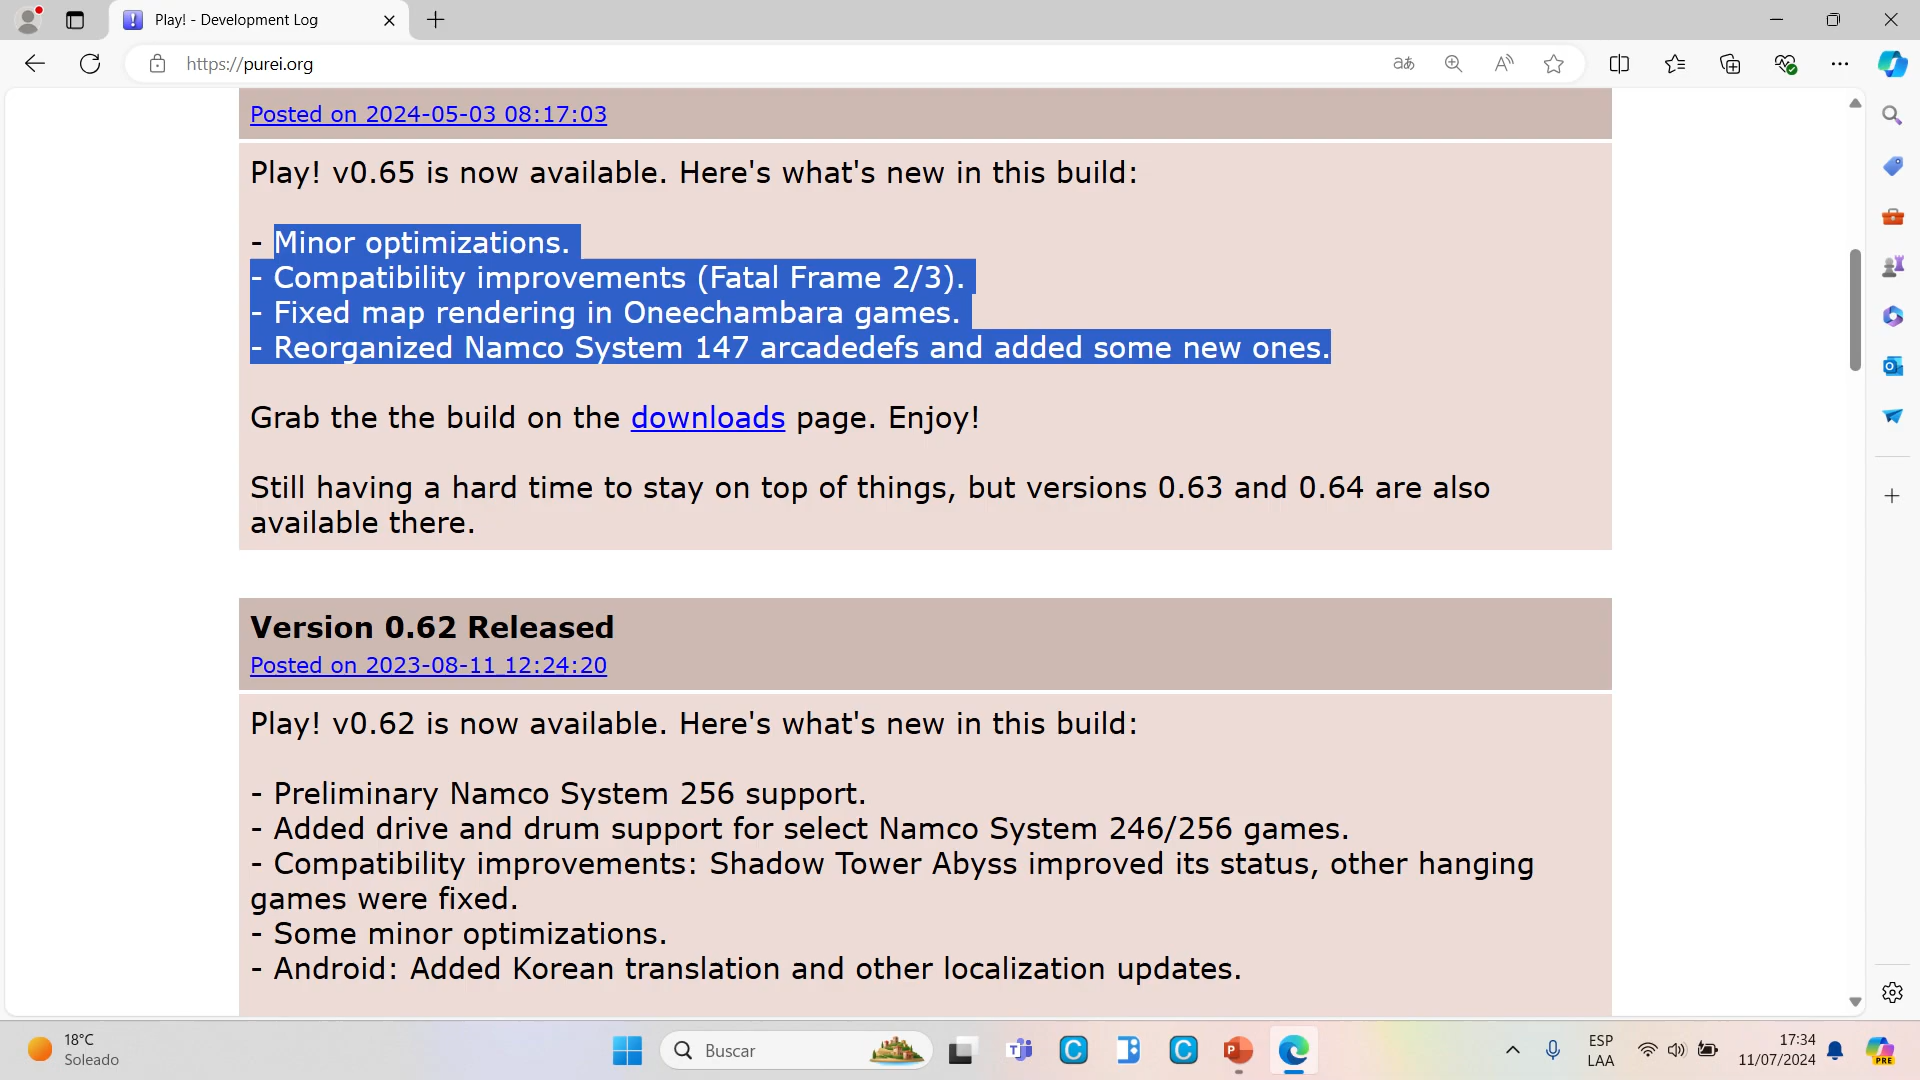 Play! - Development Log
https://purei.org
Posted on 2024-05-03 08:17:03
Play! v0.65 is now available. Here's what's new in this build:
- Minor optimizations.
- Compatibility improvements (Fatal Frame 2/3).
- Fixed map rendering in Oneechambara games.
- Reorganized Namco System 147 arcadedefs and added some new ones.
Grab the the build on the downloads page. Enjoy!
Still having a hard time to stay on top of things, but versions 0.63 and 0.64 are also
available there.
Version 0.62 Released
Posted on 2023-08-11 12:24:20
Play! v0.62 is now available. Here's what's new in this build:
- Preliminary Namco System 256 support.
- Added drive and drum support for select Namco System 246/256 games.
- Compatibility improvements: Shadow Tower Abyss improved its status, other hanging
games were fixed.
- Some minor optimizations.
- Android: Added Korean translation and other localization updates.
18°C
Soleado
Buscar
ESP
LAA
17:34
11/07/2024
PRE